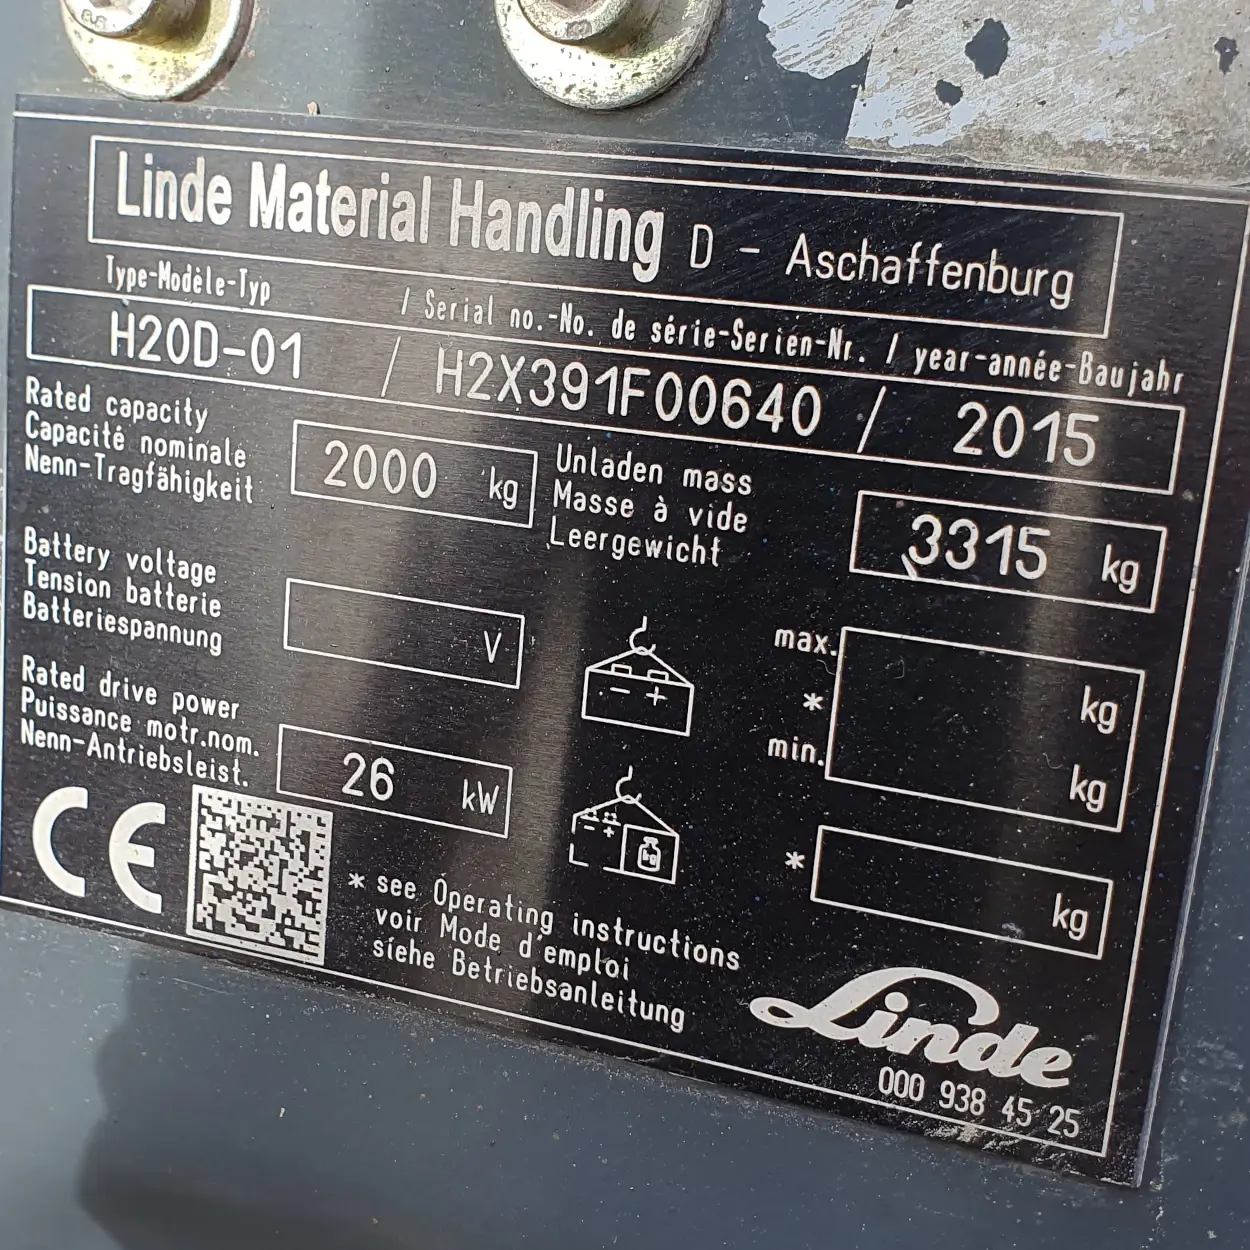 Linde Material Handling D - Aschaffenburg
Type-Modèle-Typ / Serial no.-No. de série-Serien-Nr. / year-année-Baujahr
H20D-01 / H2X391F00640 / 2015
Rated capacity
Capacité nominale
Nenn-Tragfähigkeit
2000 kg
Unladen mass
Masse à vide
Leergewicht
3315 kg
Battery voltage
Tension batterie
Batteriespannung
V
max. kg
*
min. kg
Rated drive power
Puissance motr.nom.
Nenn-Antriebsleist.
26 kW
- +
- +
kg
* kg
CE
* see Operating instructions
voir Mode d'emploi
siehe Betriebsanleitung
Linde
000 938 45 25